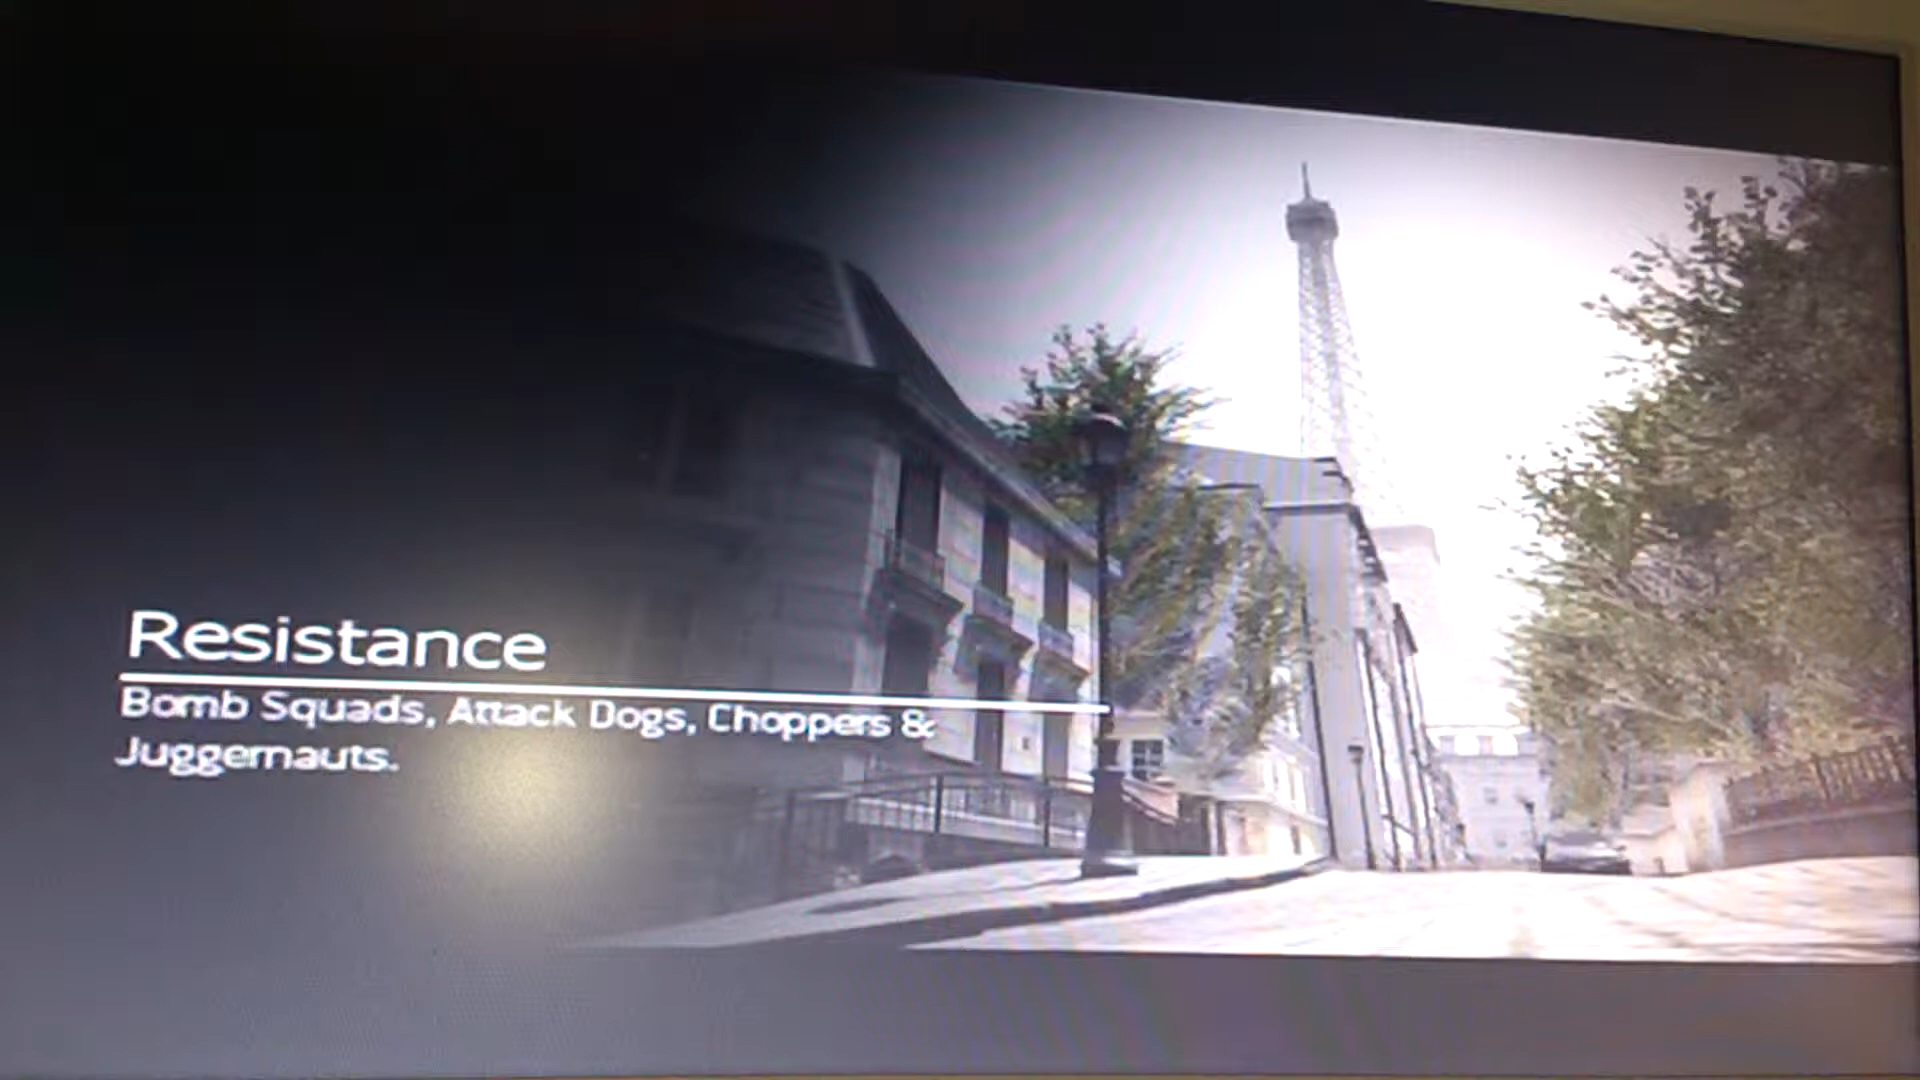 Resistance
Bomb Squads, Attack Dogs, Choppers &
Juggernauts.